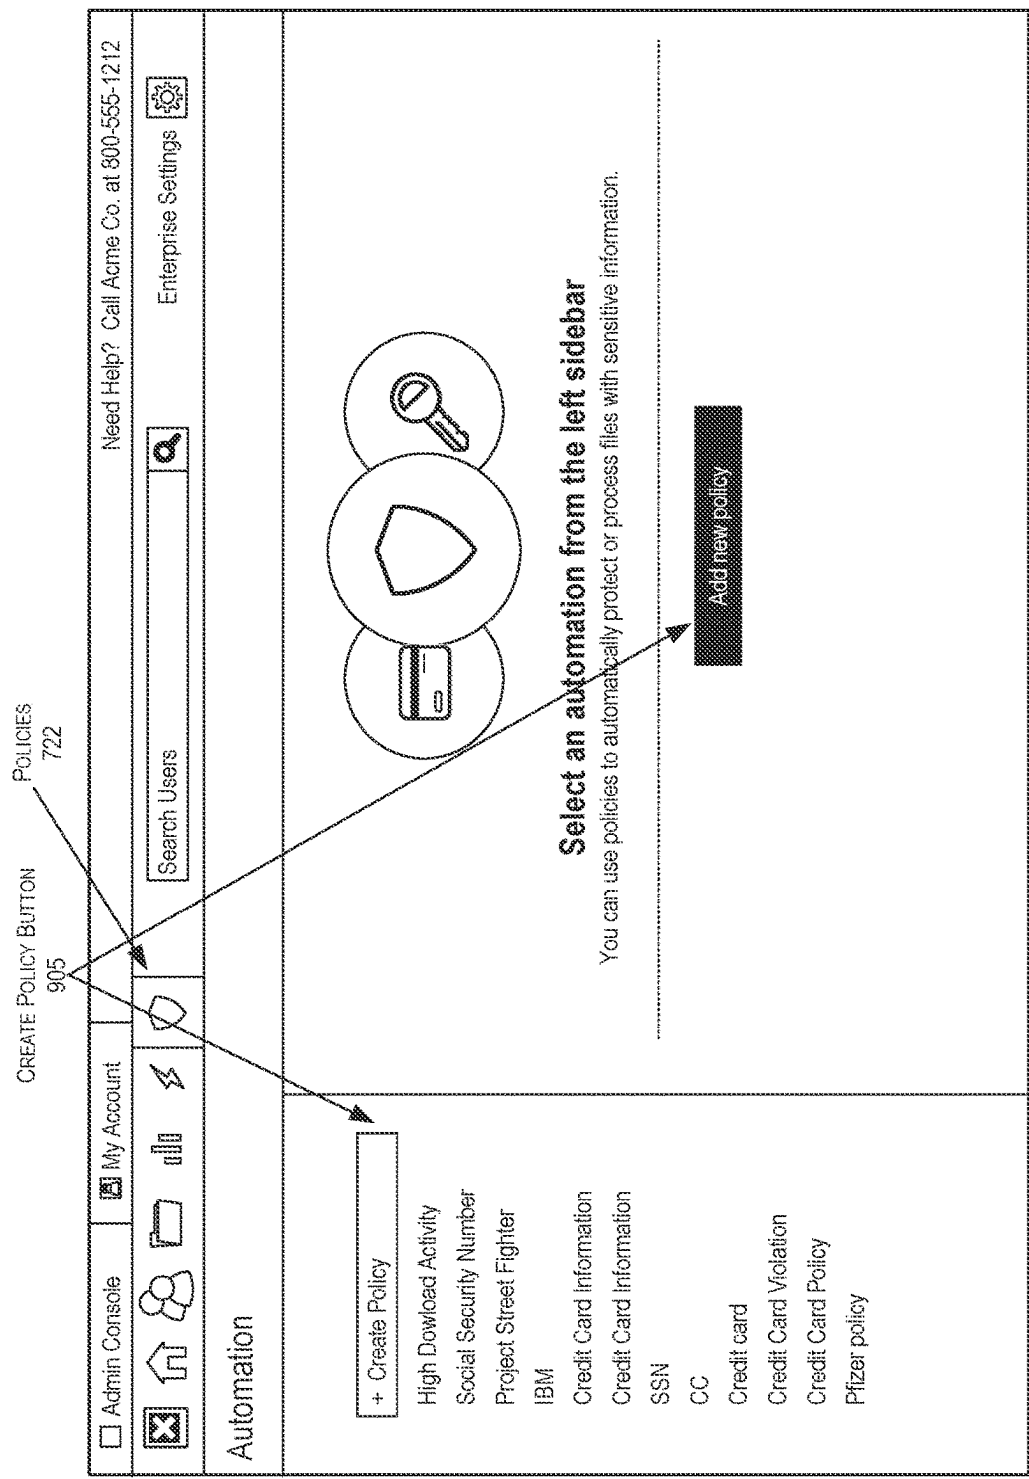 CREATE POLICY BUTTON
905
POLICIES
722
Admin Console
My Account
Need Help? Call Acme Co. at 800-555-1212
Search Users
Enterprise Settings
Automation
+ Create Policy
High Dowload Activity
Social Security Number
Project Street Fighter
IBM
Credit Card Information
Credit Card Information
SSN
CC
Credit card
Credit Card Violation
Credit Card Policy
Pfizer policy
Select an automation from the left sidebar
You can use policies to automatically protect or process files with sensitive information.
Add new policy